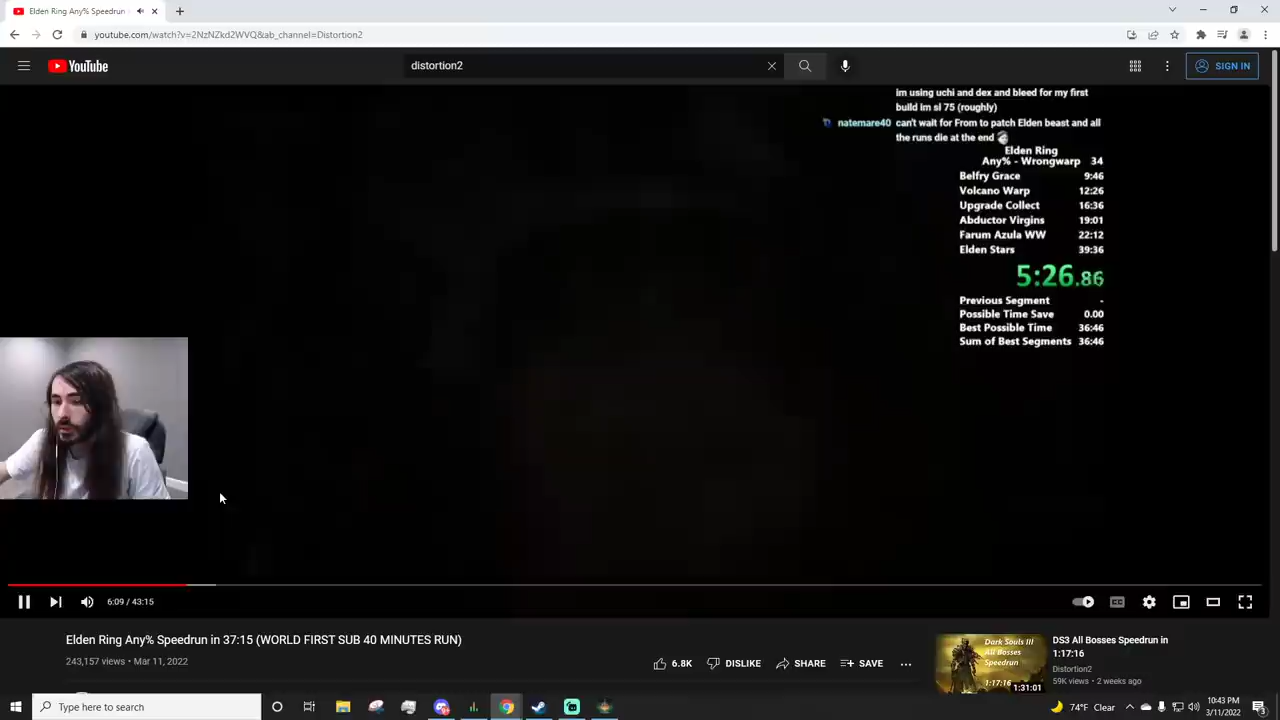 Elden Ring Any% Speedrun
youtube.com/watch?v=2NzNZkd2WVQ&ab_channel=Distortion2
YouTube
distortion2
SIGN IN
im using uchi and dex and bleed for my first
build im sl 75 (roughly)
natemare40 can't wait for From to patch Elden beast and all
the runs die at the end
Elden Ring
Any% - Wrongwarp 34
Belfry Grace 9:46
Volcano Warp 12:26
Upgrade Collect 16:36
Abductor Virgins 19:01
Farum Azula WW 22:12
Elden Stars 39:36
5:26.86
Previous Segment -
Possible Time Save 0.00
Best Possible Time 36:46
Sum of Best Segments 36:46
6:09 / 43:15
CC
Elden Ring Any% Speedrun in 37:15 (WORLD FIRST SUB 40 MINUTES RUN)
243,157 views • Mar 11, 2022
6.8K
DISLIKE
SHARE
SAVE
Dark Souls III
All Bosses
Speedrun
1:17:16
1:31:01
DS3 All Bosses Speedrun in
1:17:16
Distortion2
59K views • 2 weeks ago
Type here to search
74°F Clear
10:43 PM
3/11/2022
3